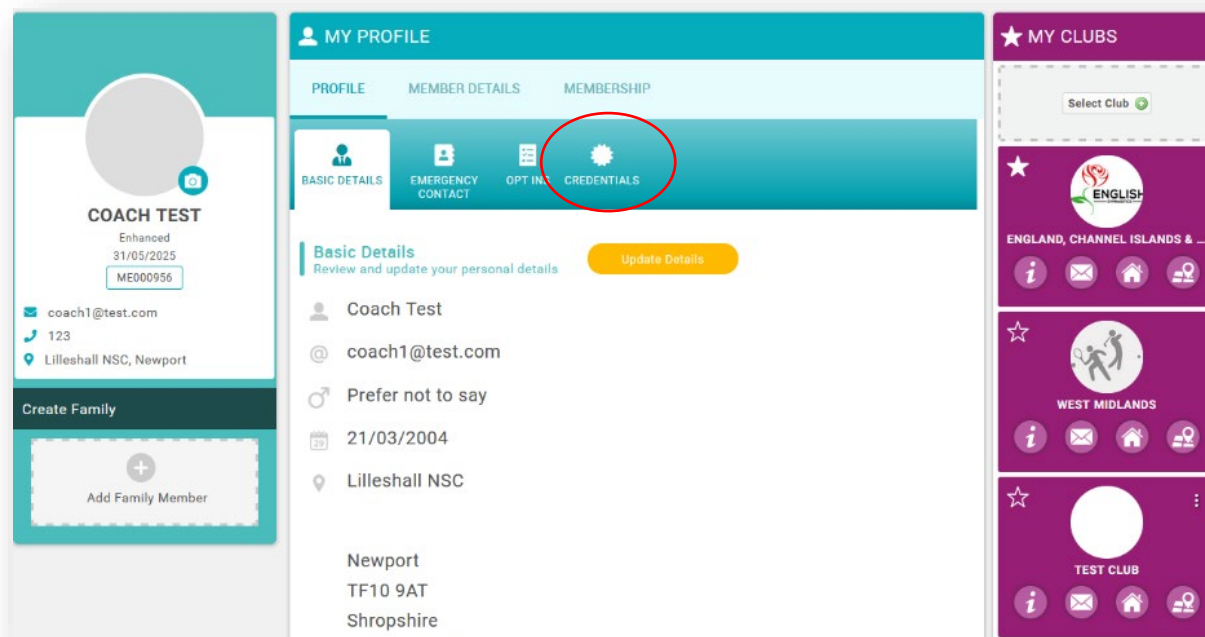 COACH TEST
Enhanced
31/05/2025
ME000956
coach1@test.com
123
Lilleshall NSC, Newport
Create Family
Add Family Member
MY PROFILE
PROFILE MEMBER DETAILS MEMBERSHIP
BASIC DETAILS
EMERGENCY
CONTACT
OPT INS
CREDENTIALS
Basic Details
Review and update your personal details
Update Details
Coach Test
@ coach1@test.com
Prefer not to say
21/03/2004
Lilleshall NSC
Newport
TF10 9AT
Shropshire
MY CLUBS
Select Club
ENGLISH
ENGLAND, CHANNEL ISLANDS & ...
WEST MIDLANDS
TEST CLUB